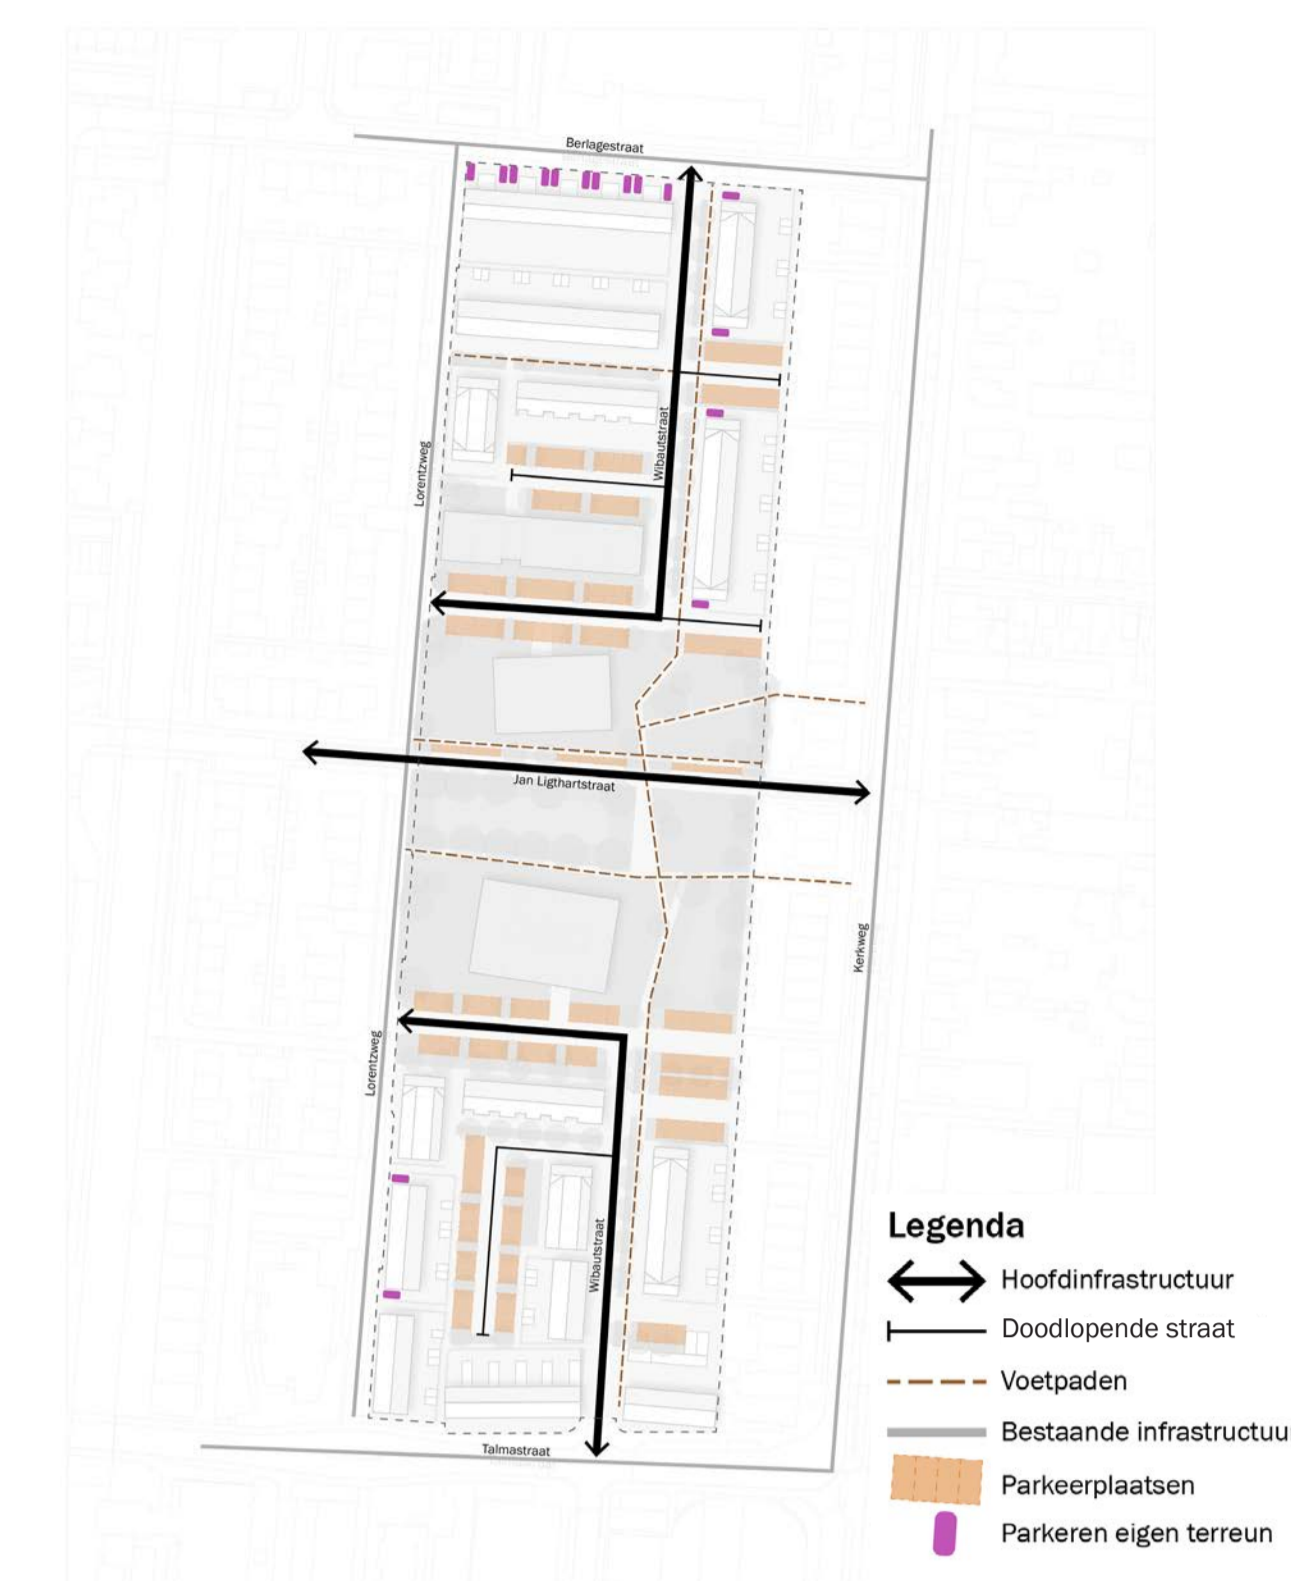 Berlagestraat
Wibautstraat
Lorentzweg
Jan Ligthartstraat
Kerkweg
Lorentzweg
Wibautstraat
Talmastraat
Legenda
Hoofdinfrastructuur
Doodlopende straat
Voetpaden
Bestaande infrastructuur
Parkeerplaatsen
Parkeren eigen terreun